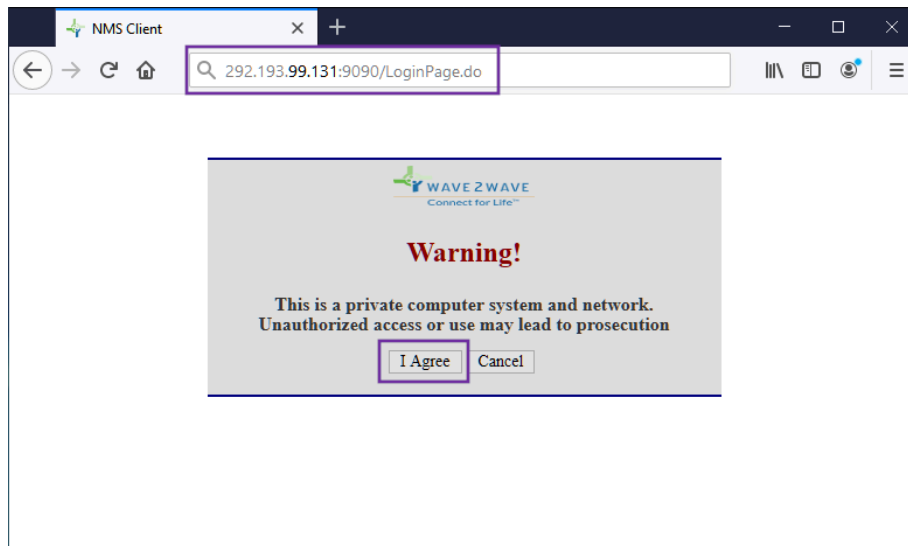 NMS Client
292.193.99.131:9090/LoginPage.do
WAVE2WAVE
Connect for Life™
Warning!
This is a private computer system and network.
Unauthorized access or use may lead to prosecution
I Agree Cancel